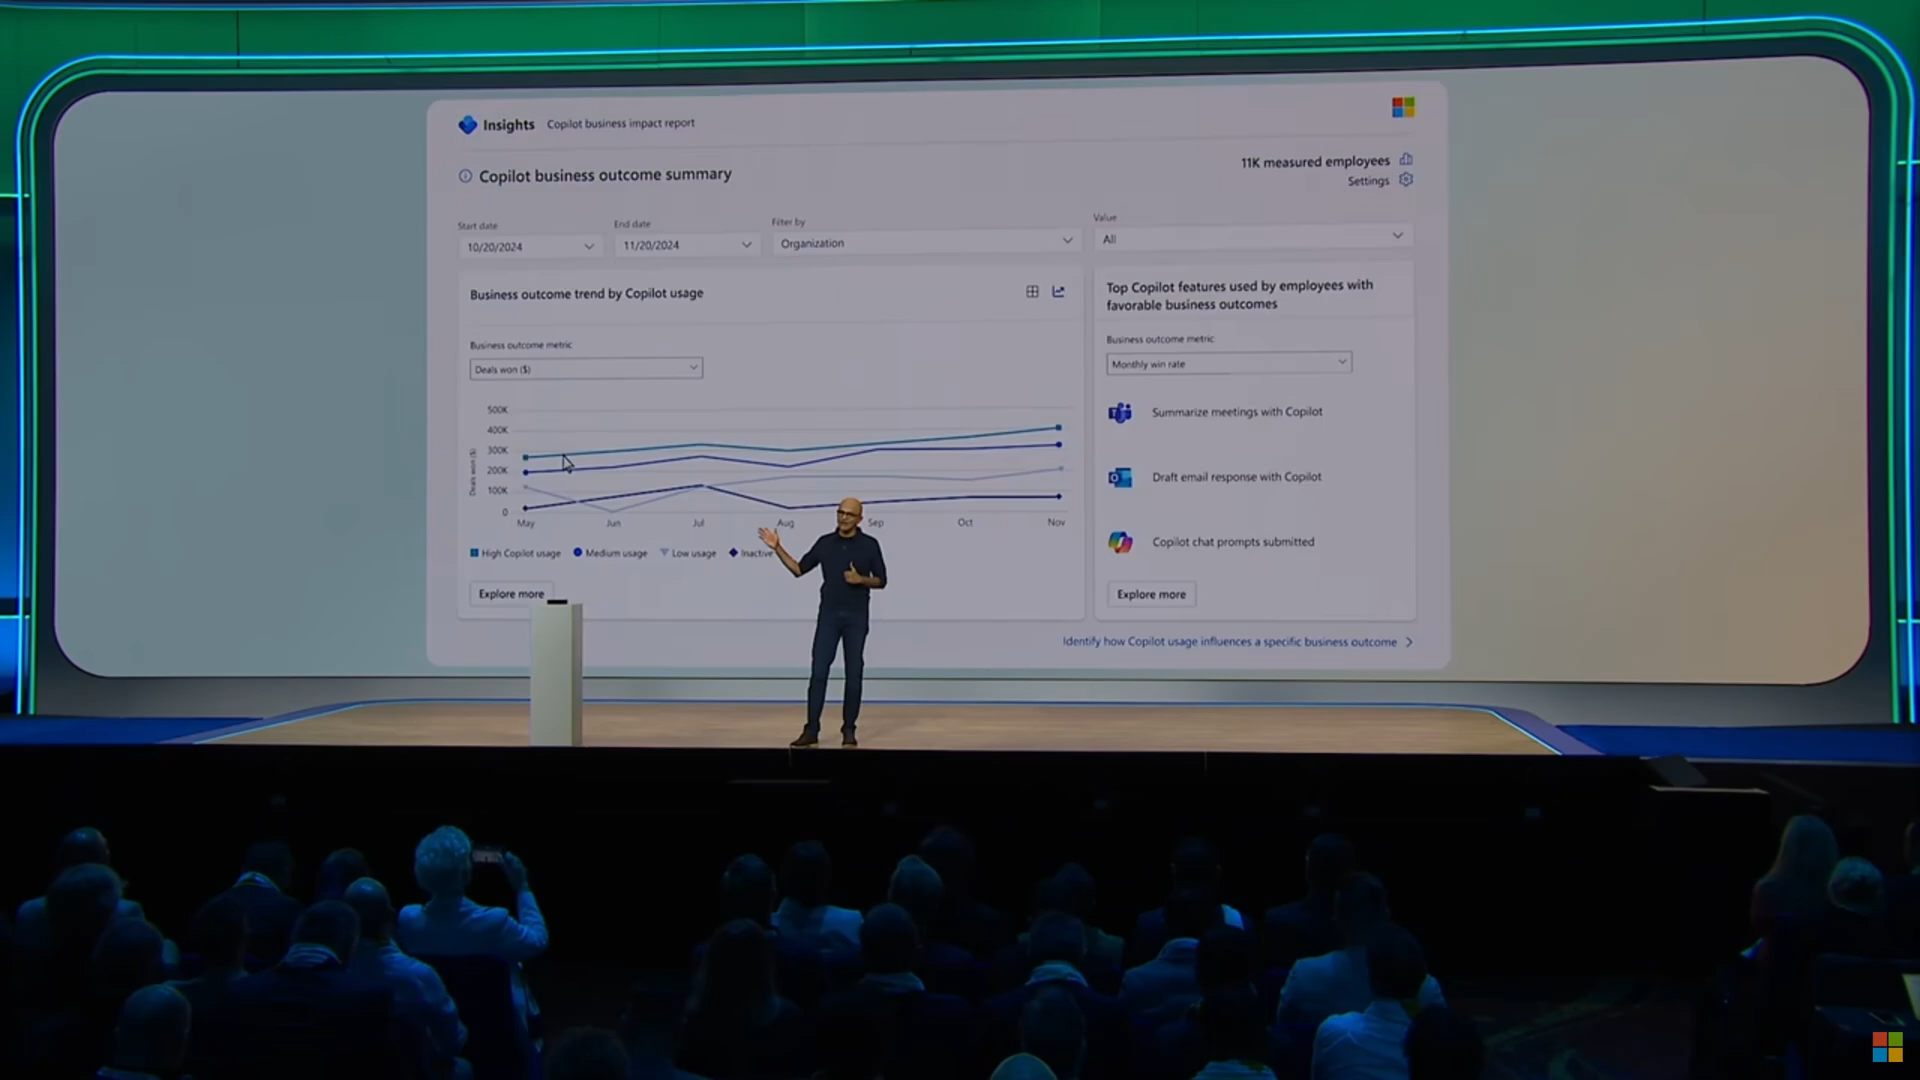 Insights Copilot business impact report
Copilot business outcome summary
11K measured employees
Settings
Start date
10/20/2024
End date
11/20/2024
Filter by
Organization
Value
All
Business outcome trend by Copilot usage
Business outcome metric
Deals won ($)
500K
400K
300K
200K
100K
0
Deals won ($)
May Jun Jul Aug Sep Oct Nov
High Copilot usage Medium usage Low usage Inactive
Explore more
Top Copilot features used by employees with
favorable business outcomes
Business outcome metric
Monthly win rate
Summarize meetings with Copilot
Draft email response with Copilot
Copilot chat prompts submitted
Explore more
Identify how Copilot usage influences a specific business outcome